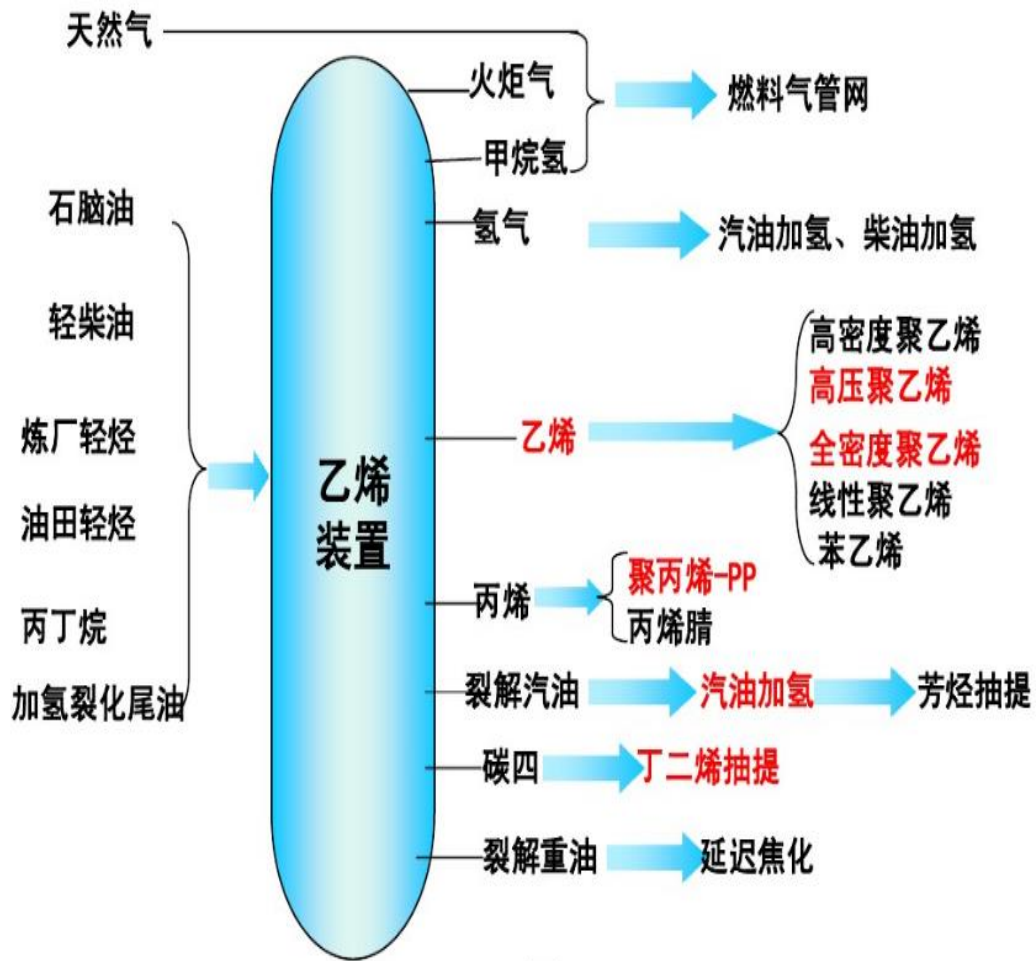 天然气
火炬气
燃料气管网
甲烷氢
石脑油
氢气
汽油加氢、柴油加氢
轻柴油
高密度聚乙烯
高压聚乙烯
炼厂轻烃
乙烯
全密度聚乙烯
乙烯
装置
油田轻烃
线性聚乙烯
苯乙烯
丙丁烷
丙烯
聚丙烯-PP
丙烯腈
加氢裂化尾油
裂解汽油
汽油加氢
芳烃抽提
碳四
丁二烯抽提
裂解重油
延迟焦化